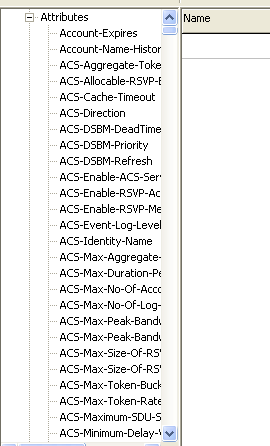 Attributes
Name
Account-Expires
Account-Name-Histor
ACS-Aggregate-Toke
ACS-Allocable-RSVP-B
ACS-Cache-Timeout
ACS-Direction
ACS-DSBM-DeadTime
ACS-DSBM-Priority
ACS-DSBM-Refresh
ACS-Enable-ACS-Serv
ACS-Enable-RSVP-Ac
ACS-Enable-RSVP-Me
ACS-Event-Log-Level
ACS-Identity-Name
ACS-Max-Aggregate-
ACS-Max-Duration-Pe
ACS-Max-No-Of-Acco
ACS-Max-No-Of-Log-
ACS-Max-Peak-Bandw
ACS-Max-Peak-Bandw
ACS-Max-Size-Of-RS
ACS-Max-Size-Of-RS
ACS-Max-Token-Buck
ACS-Max-Token-Rate
ACS-Maximum-SDU-S
ACS-Minimum-Delay-V